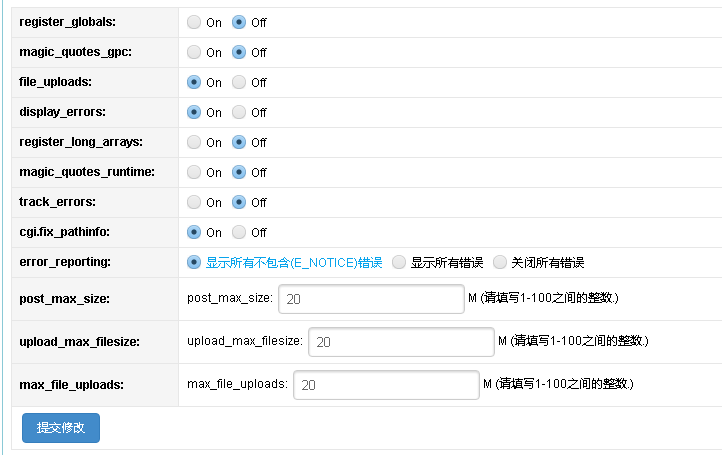 register_globals: On Off
magic_quotes_gpc: On Off
file_uploads: On Off
display_errors: On Off
register_long_arrays: On Off
magic_quotes_runtime: On Off
track_errors: On Off
cgi.fix_pathinfo: On Off
error_reporting: 显示所有不包含(E_NOTICE)错误 显示所有错误 关闭所有错误
post_max_size: post_max_size: 20 M (请填写1-100之间的整数.)
upload_max_filesize: upload_max_filesize: 20 M (请填写1-100之间的整数.)
max_file_uploads: max_file_uploads: 20 M (请填写1-100之间的整数.)
提交修改